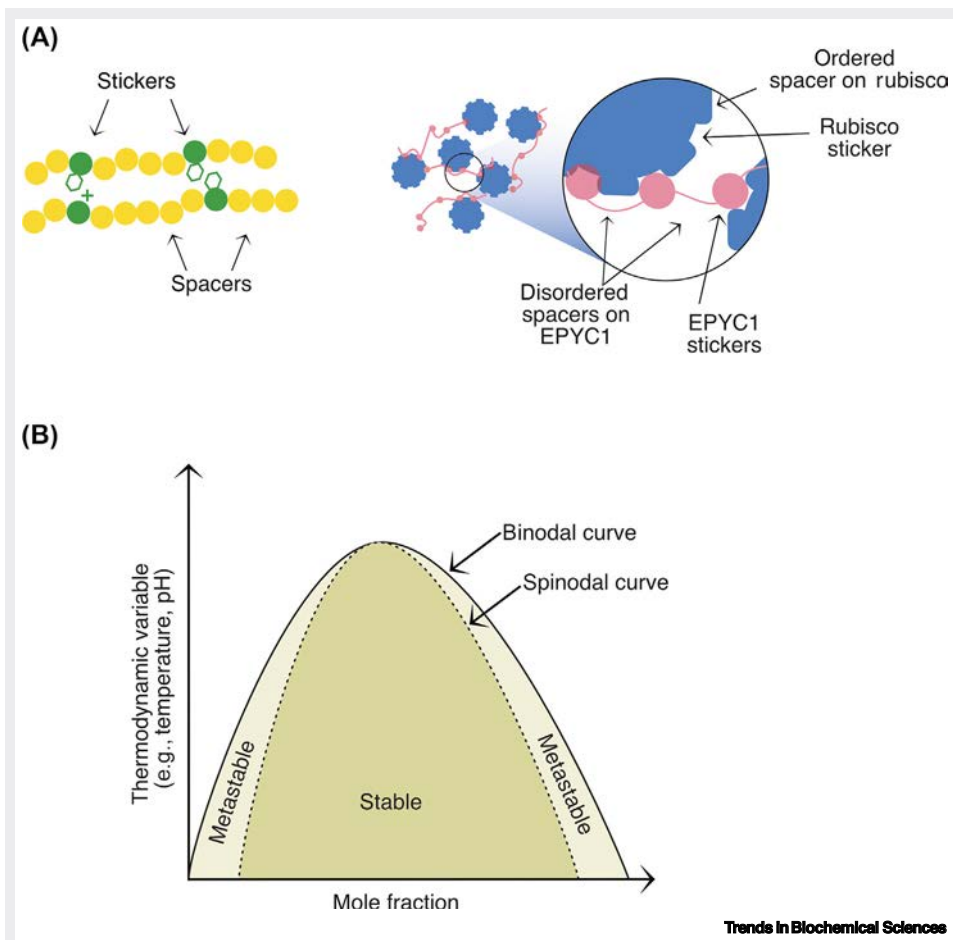 (A)
Stickers
Spacers
Ordered
spacer on rubisco
Rubisco
sticker
Disordered
spacers on
EPYC1
EPYC1
stickers
(B)
Thermodynamic variable
(e.g., temperature, pH)
Binodal curve
Spinodal curve
Metastable
Stable
Metastable
Mole fraction
Trends in Biochemical Sciences